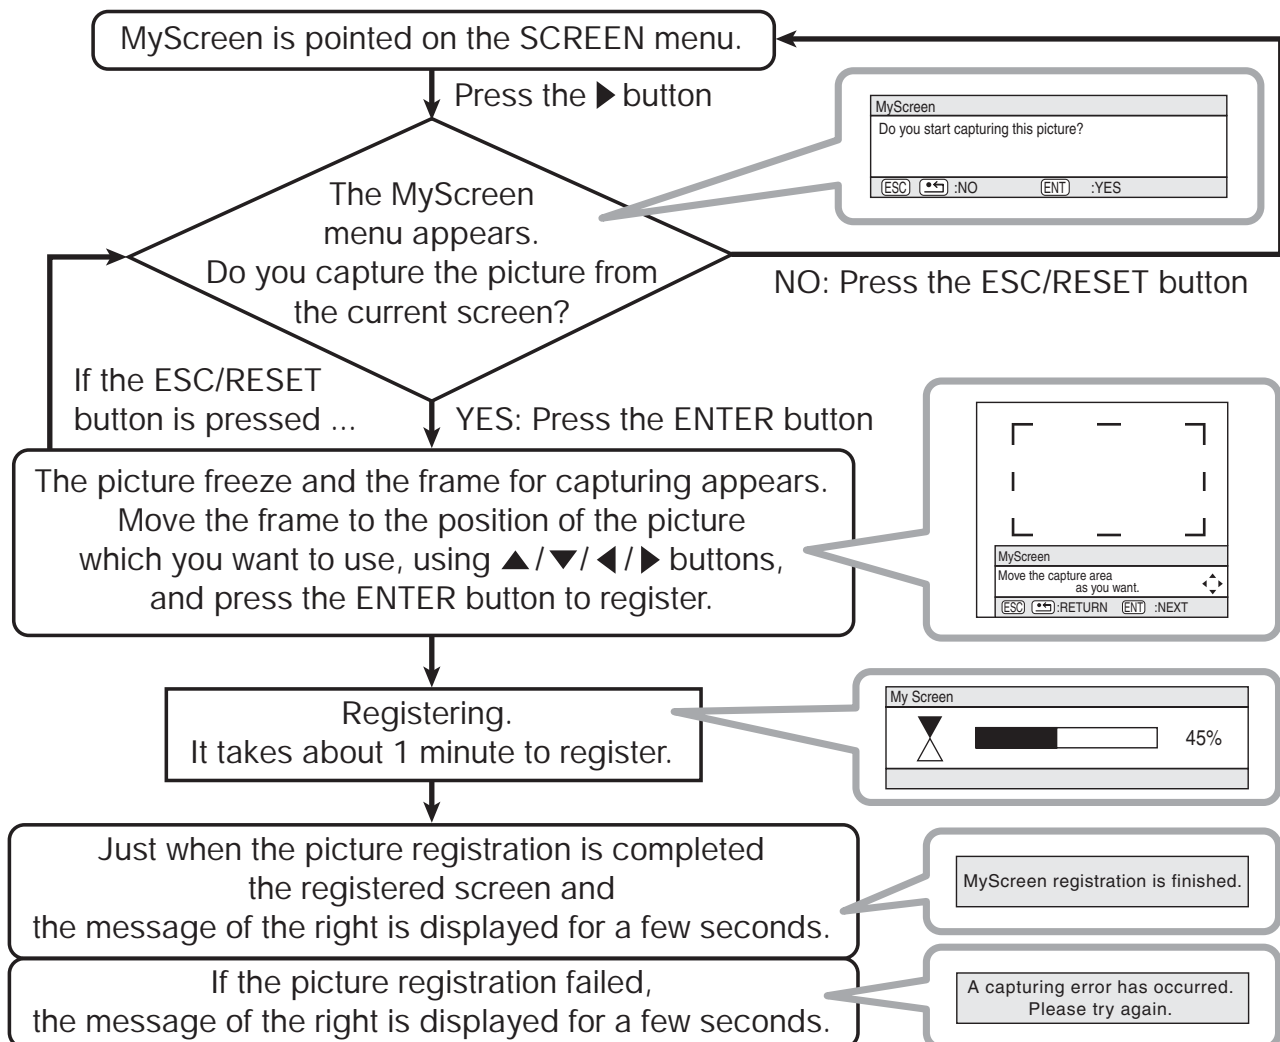 MyScreen is pointed on the SCREEN menu.
Press the ▶ button
MyScreen
Do you start capturing this picture?
ESC :NO ENT :YES
The MyScreen
menu appears.
Do you capture the picture from
the current screen?
NO: Press the ESC/RESET button
If the ESC/RESET
button is pressed ...
YES: Press the ENTER button
The picture freeze and the frame for capturing appears.
Move the frame to the position of the picture
which you want to use, using ▲/▼/◀/▶ buttons,
and press the ENTER button to register.
MyScreen
Move the capture area
as you want.
ESC :RETURN ENT :NEXT
Registering.
It takes about 1 minute to register.
My Screen
45%
Just when the picture registration is completed
the registered screen and
the message of the right is displayed for a few seconds.
MyScreen registration is finished.
If the picture registration failed,
the message of the right is displayed for a few seconds.
A capturing error has occurred.
Please try again.